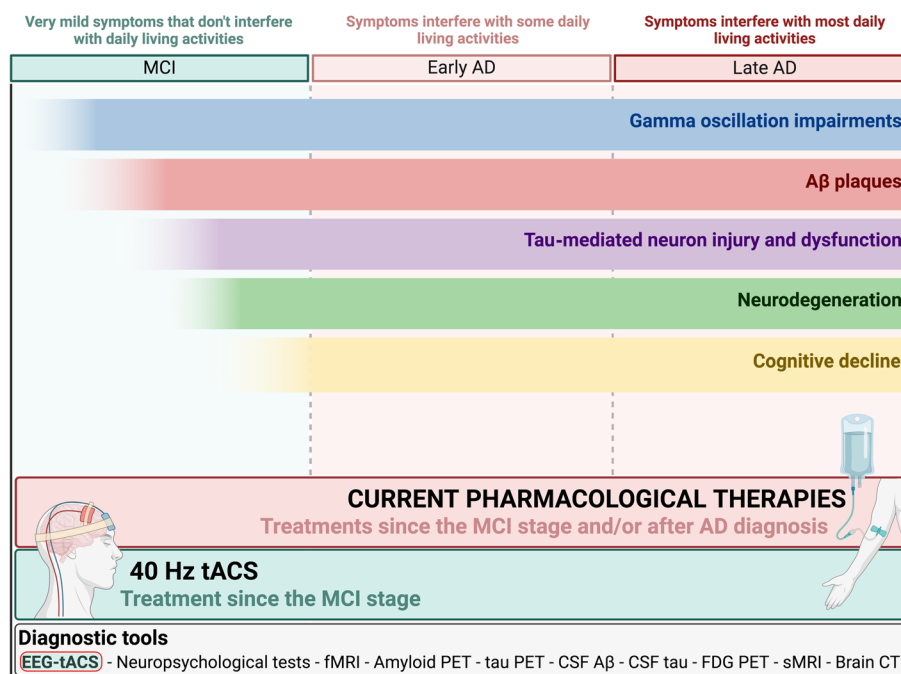 Very mild symptoms that don't interfere
with daily living activities
Symptoms interfere with some daily
living activities
Symptoms interfere with most daily
living activities
MCI
Early AD
Late AD
Gamma oscillation impairments
Aβ plaques
Tau-mediated neuron injury and dysfunction
Neurodegeneration
Cognitive decline
CURRENT PHARMACOLOGICAL THERAPIES
Treatments since the MCI stage and/or after AD diagnosis
40 Hz tACS
Treatment since the MCI stage
Diagnostic tools
EEG-tACS - Neuropsychological tests - fMRI - Amyloid PET - tau PET - CSF Aβ - CSF tau - FDG PET - sMRI - Brain CT